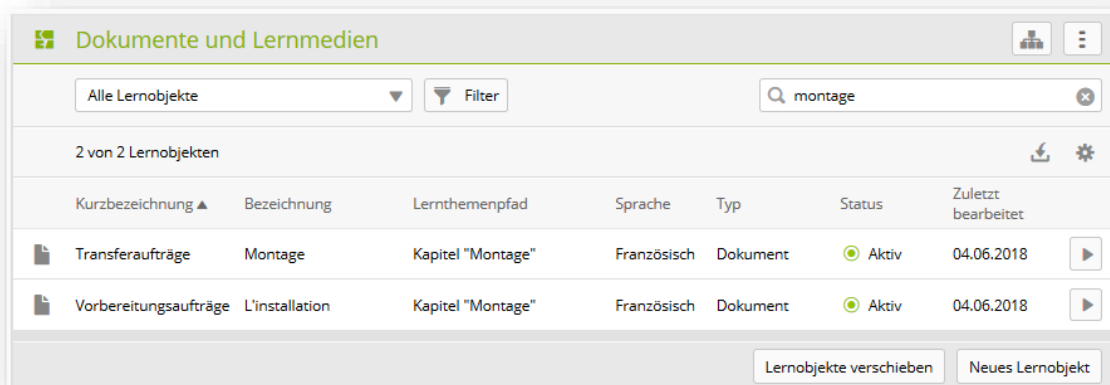 Dokumente und Lernmedien
Alle Lernobjekte Filter montage
2 von 2 Lernobjekten
Kurzbezeichnung Bezeichnung Lernthemenpfad Sprache Typ Status Zuletzt bearbeitet
Transferaufträge Montage Kapitel "Montage" Französisch Dokument Aktiv 04.06.2018
Vorbereitungsaufträge L'installation Kapitel "Montage" Französisch Dokument Aktiv 04.06.2018
Lernobjekte verschieben Neues Lernobjekt